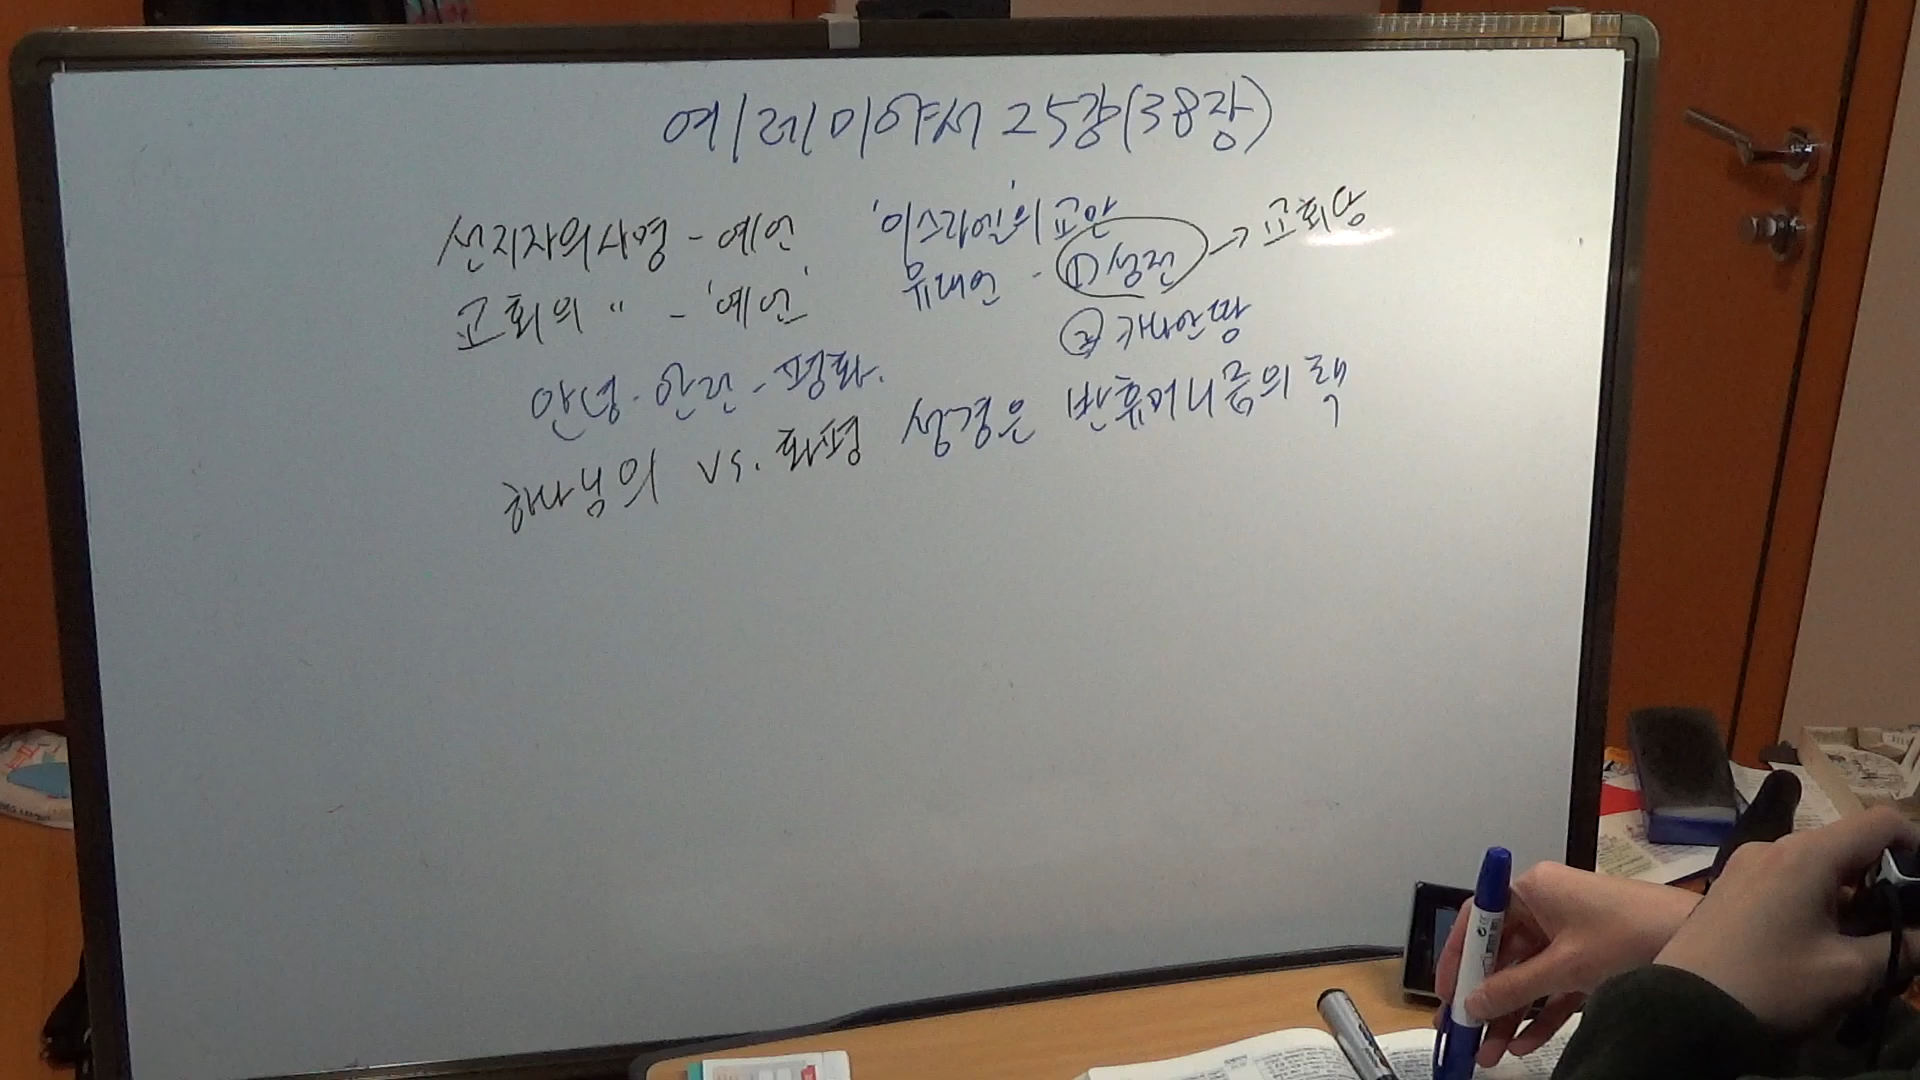 예레미야서 25강(38장)
선지자의 사명 - 예언
교회의 〃 - '예언'
안녕 - 안전 - 평화.
하나님의 vs. 화평
'이스라엘'의 교만
유대인 - ① 성전 → 교회당
② 가나안 땅
성경은 반휴머니즘의 책